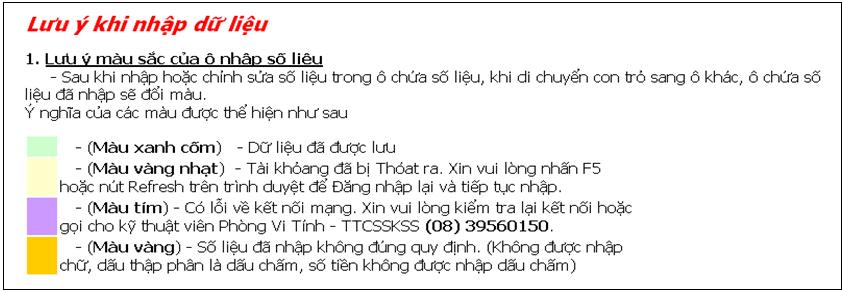 Lưu ý khi nhập dữ liệu
1. Lưu ý màu sắc của ô nhâp số liêu
- Sau khi nhập hoặc chỉnh sửa số liệu trong ô chứa số liệu, khi di chuyển con trỏ sang ô khác, ô chứa số
liệu đã nhập sẽ đổi màu.
Ý nghĩa của các màu được thể hiện như sau
- (Màu xanh cốm) - Dữ liệu đã được lưu
- (Màu vàng nhạt) - Tài khỏang đã bị Thóat ra. Xin vui lòng nhấn F5
hoặc nút Refresh trên trình duyệt để Đăng nhập lại và tiếp tục nhập.
- (Màu tím) - Có lỗi về kết nối mạng. Xin vui lòng kiểm tra lại kết nối hoặc
gọi cho kỹ thuật viên Phòng Vi Tính - TTCSSKSS (08) 39560150.
- (Màu vàng) - Số liệu đã nhập không đúng quy định. (Không được nhập
chữ, dấu thập phân là dấu chấm, số tiền không được nhập dấu chấm)